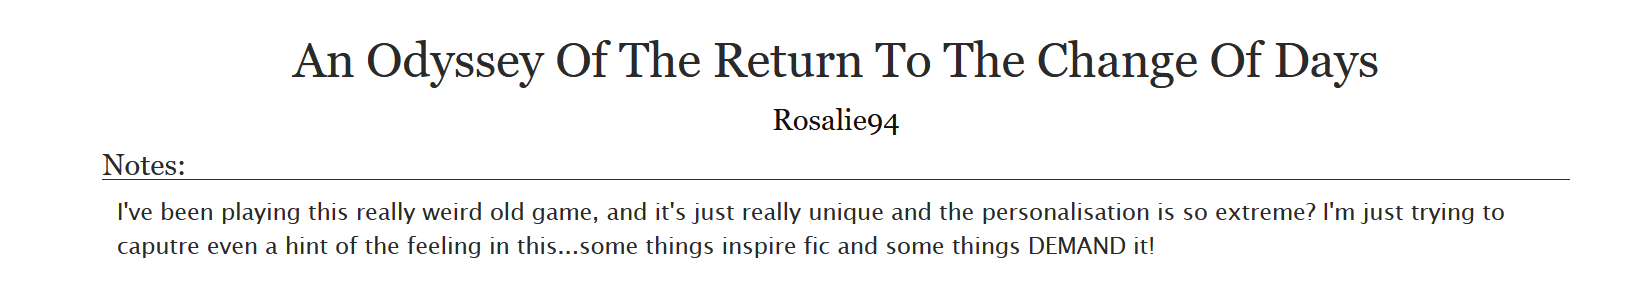 An Odyssey Of The Return To The Change Of Days
Rosalie94
Notes:
I've been playing this really weird old game, and it's just really unique and the personalisation is so extreme? I'm just trying to
caputre even a hint of the feeling in this...some things inspire fic and some things DEMAND it!